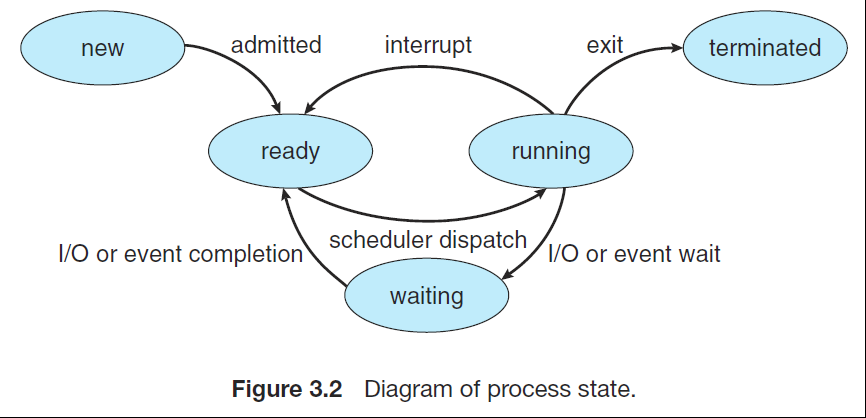 new
admitted
interrupt
exit
terminated
ready
running
scheduler dispatch
I/O or event completion
I/O or event wait
waiting
Figure 3.2 Diagram of process state.